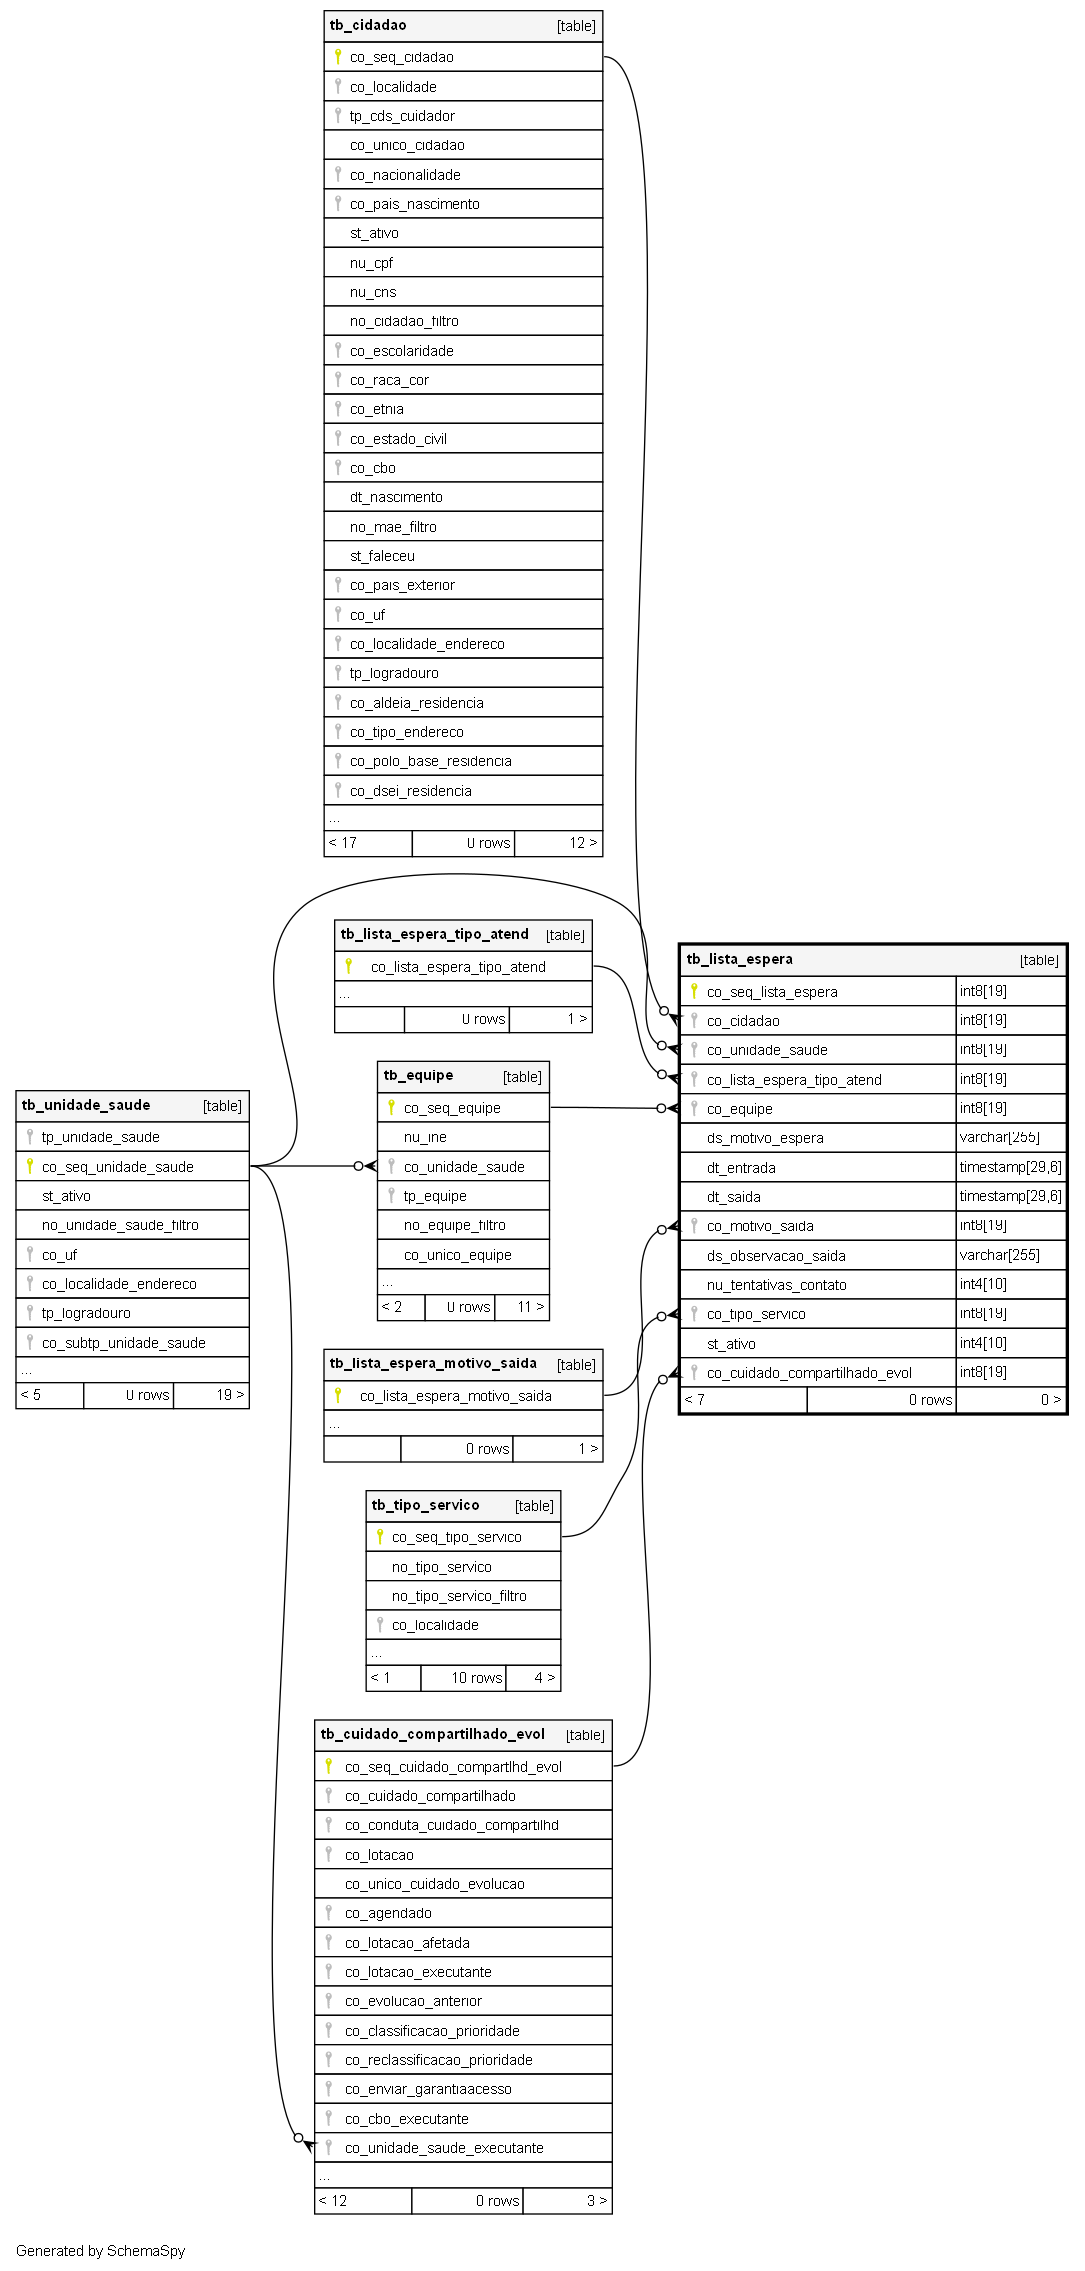 tb_cidadao [table]
co_seq_cidadao
co_localidade
tp_cds_cuidador
co_unico_cidadao
co_nacionalidade
co_pais_nascimento
st_ativo
nu_cpf
nu_cns
no_cidadao_filtro
co_escolaridade
co_raca_cor
co_etnia
co_estado_civil
co_cbo
dt_nascimento
no_mae_filtro
st_faleceu
co_pais_exterior
co_uf
co_localidade_endereco
tp_logradouro
co_aldeia_residencia
co_tipo_endereco
co_polo_base_residencia
co_dsei_residencia
...
< 17 0 rows 12 >
tb_lista_espera_tipo_atend [table]
co_lista_espera_tipo_atend
...
0 rows 1 >
tb_lista_espera [table]
co_seq_lista_espera int8[19]
co_cidadao int8[19]
co_unidade_saude int8[19]
co_lista_espera_tipo_atend int8[19]
co_equipe int8[19]
ds_motivo_espera varchar[255]
dt_entrada timestamp[29,6]
dt_saida timestamp[29,6]
co_motivo_saida int8[19]
ds_observacao_saida varchar[255]
nu_tentativas_contato int4[10]
co_tipo_servico int8[19]
st_ativo int4[10]
co_cuidado_compartilhado_evol int8[19]
< 7 0 rows 0 >
tb_equipe [table]
co_seq_equipe
nu_ine
co_unidade_saude
tp_equipe
no_equipe_filtro
co_unico_equipe
...
< 2 0 rows 11 >
tb_unidade_saude [table]
tp_unidade_saude
co_seq_unidade_saude
st_ativo
no_unidade_saude_filtro
co_uf
co_localidade_endereco
tp_logradouro
co_subtp_unidade_saude
...
< 5 0 rows 19 >
tb_lista_espera_motivo_saida [table]
co_lista_espera_motivo_saida
...
0 rows 1 >
tb_tipo_servico [table]
co_seq_tipo_servico
no_tipo_servico
no_tipo_servico_filtro
co_localidade
...
< 1 10 rows 4 >
tb_cuidado_compartilhado_evol [table]
co_seq_cuidado_compartlhd_evol
co_cuidado_compartilhado
co_conduta_cuidado_compartilhd
co_lotacao
co_unico_cuidado_evolucao
co_agendado
co_lotacao_afetada
co_lotacao_executante
co_evolucao_anterior
co_classificacao_prioridade
co_reclassificacao_prioridade
co_enviar_garantiaacesso
co_cbo_executante
co_unidade_saude_executante
...
< 12 0 rows 3 >
Generated by SchemaSpy